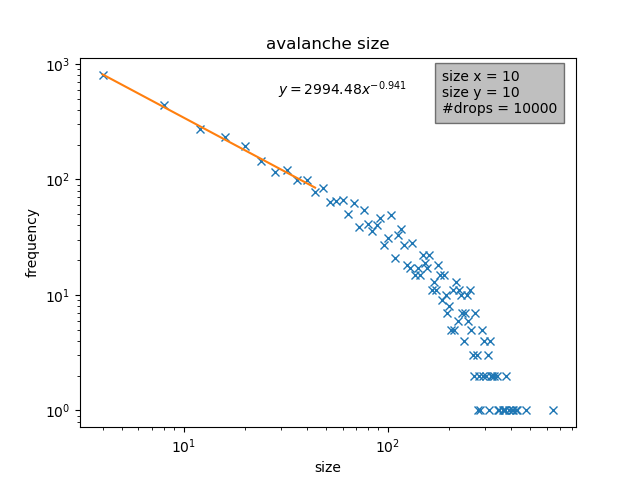 avalanche size
y = 2994.48x^{-0.941}
size x = 10
size y = 10
#drops = 10000
frequency
10^3
10^2
10^1
10^0
10^1
10^2
size